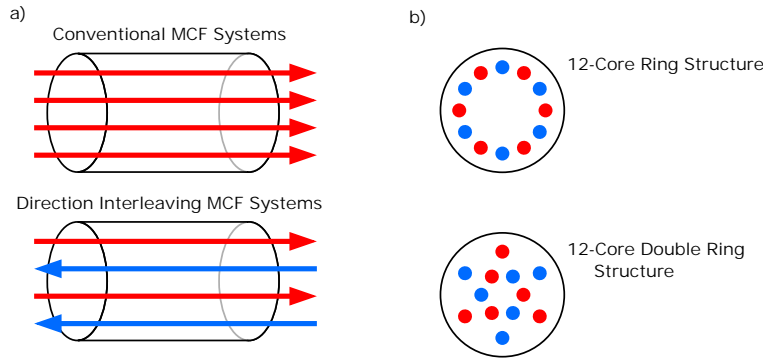 a)
Conventional MCF Systems
Direction Interleaving MCF Systems
b)
12-Core Ring Structure
12-Core Double Ring
Structure